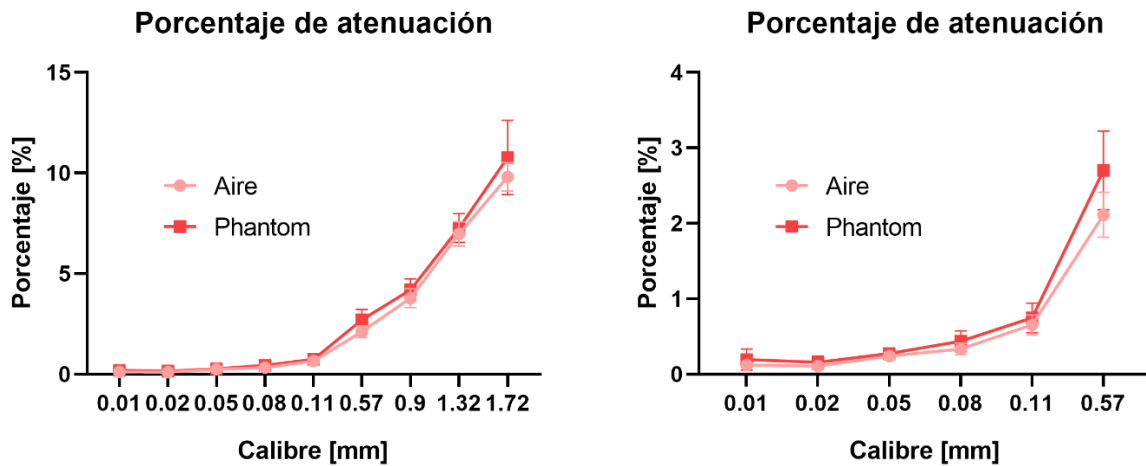 Porcentaje de atenuación
15
10
5
0
Porcentaje [%]
Aire
Phantom
0.01 0.02 0.05 0.08 0.11 0.57 0.9 1.32 1.72
Calibre [mm]
Porcentaje de atenuación
4
3
2
1
0
Porcentaje [%]
Aire
Phantom
0.01 0.02 0.05 0.08 0.11 0.57
Calibre [mm]